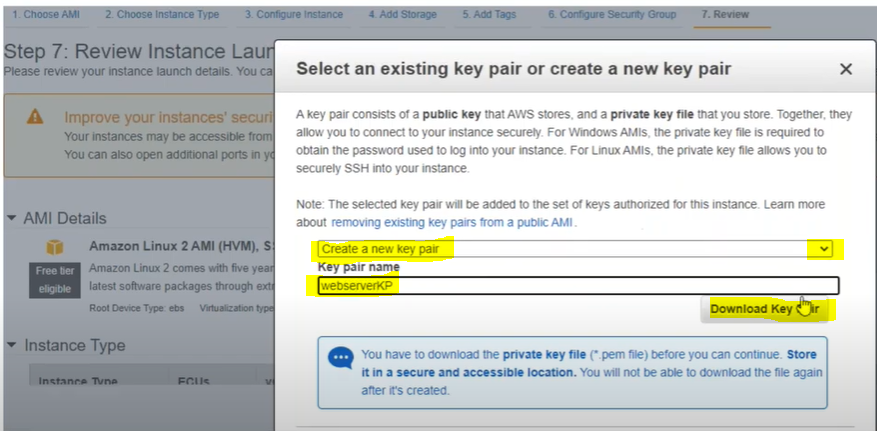 1. Choose AMI 2. Choose Instance Type 3. Configure Instance 4. Add Storage 5. Add Tags 6. Configure Security Group 7. Review
Step 7: Review Instance Laun
Please review your instance launch details. You ca
Improve your instances' securi
Your instances may be accessible from
You can also open additional ports in yo
AMI Details
Amazon Linux 2 AMI (HVM), S
Free tier
eligible
Amazon Linux 2 comes with five year
latest software packages through extr
Root Device Type: ebs Virtualization type
Instance Type
Instance Type ECUs
Select an existing key pair or create a new key pair
A key pair consists of a public key that AWS stores, and a private key file that you store. Together, they
allow you to connect to your instance securely. For Windows AMIs, the private key file is required to
obtain the password used to log into your instance. For Linux AMIs, the private key file allows you to
securely SSH into your instance.
Note: The selected key pair will be added to the set of keys authorized for this instance. Learn more
about removing existing key pairs from a public AMI.
Create a new key pair
Key pair name
webserverKP
Download Key ir
You have to download the private key file (*.pem file) before you can continue. Store
it in a secure and accessible location. You will not be able to download the file again
after it's created.